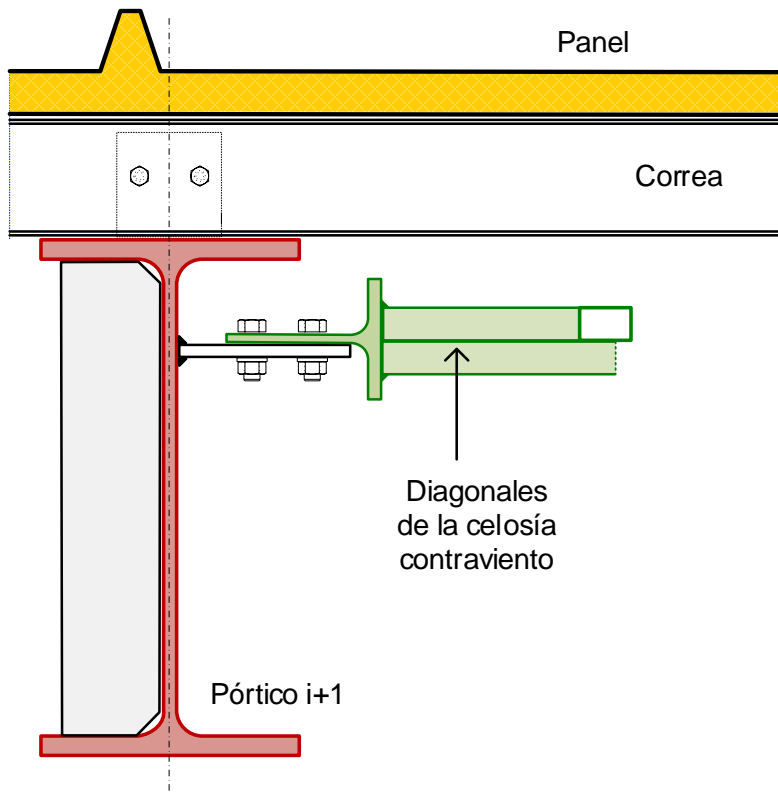 Panel
Correa
Diagonales
de la celosía
contraviento
Pórtico i+1